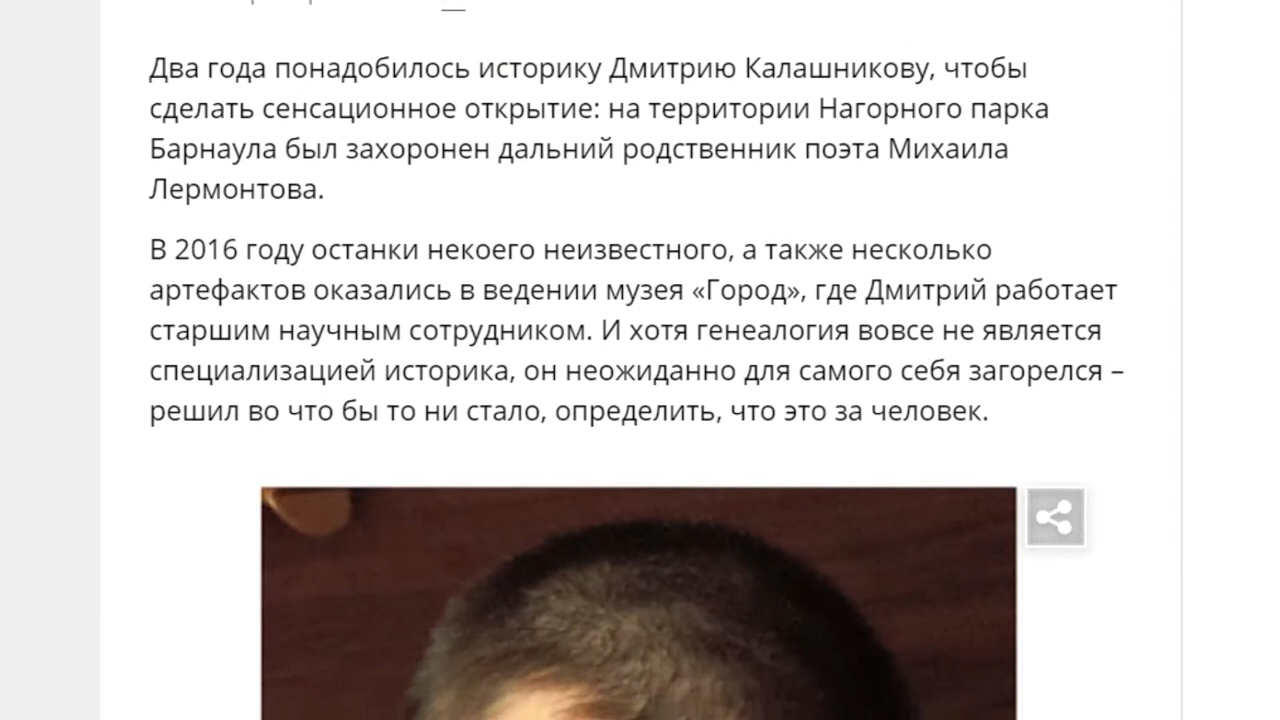 Два года понадобилось историку Дмитрию Калашникову, чтобы
сделать сенсационное открытие: на территории Нагорного парка
Барнаула был захоронен дальний родственник поэта Михаила
Лермонтова.
В 2016 году останки некоего неизвестного, а также несколько
артефактов оказались в ведении музея «Город», где Дмитрий работает
старшим научным сотрудником. И хотя генеалогия вовсе не является
специализацией историка, он неожиданно для самого себя загорелся –
решил во что бы то ни стало, определить, что это за человек.